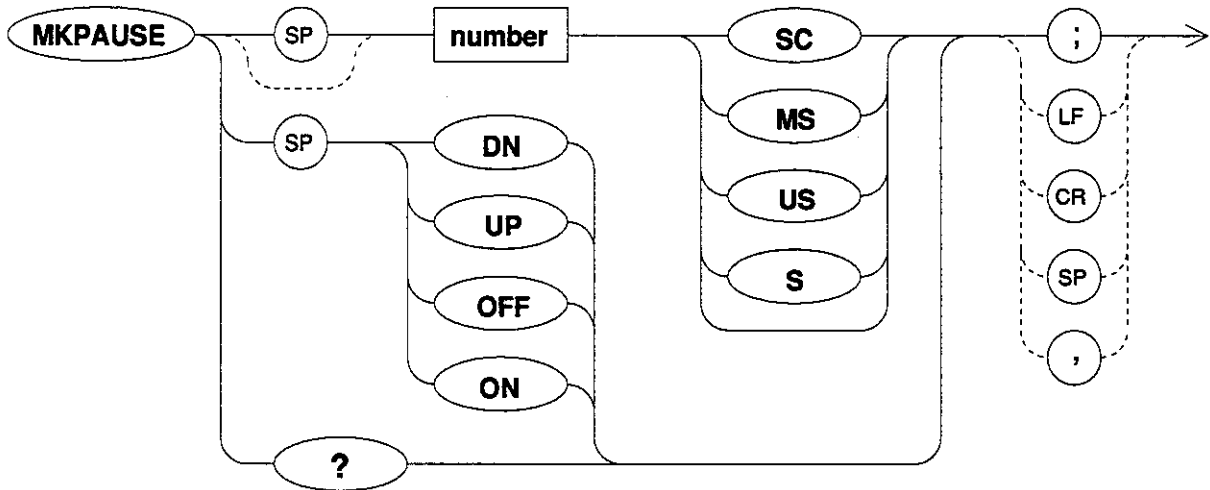 MKPAUSE SP number SC ;
MS LF
SP DN
US CR
UP
S SP
OFF
,
ON
?